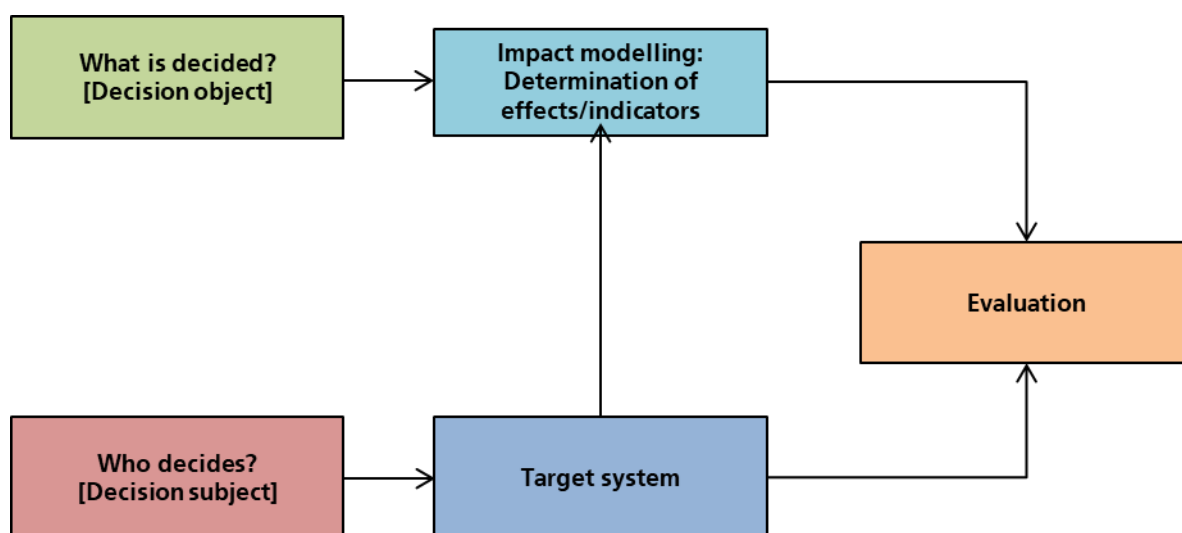 What is decided?
[Decision object]
Impact modelling:
Determination of
effects/indicators
Evaluation
Who decides?
[Decision subject]
Target system